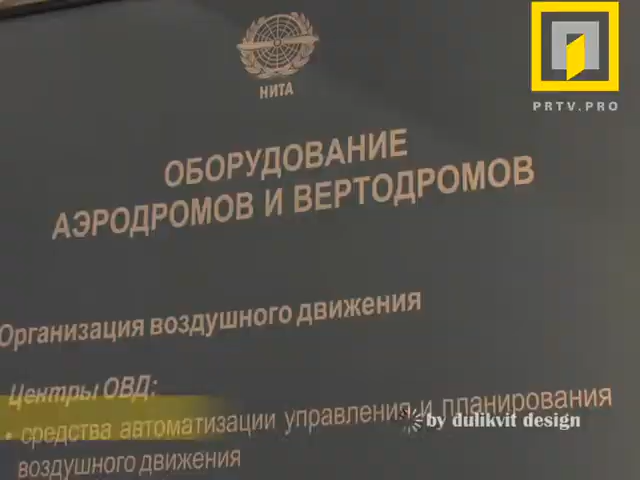 НИТА
PRTV.PRO
ОБОРУДОВАНИЕ
АЭРОДРОМОВ И ВЕРТОДРОМОВ
Организация воздушного движения
Центры ОВД:
• средства автоматизации управления и планирования
воздушного движения
by dulikvit design